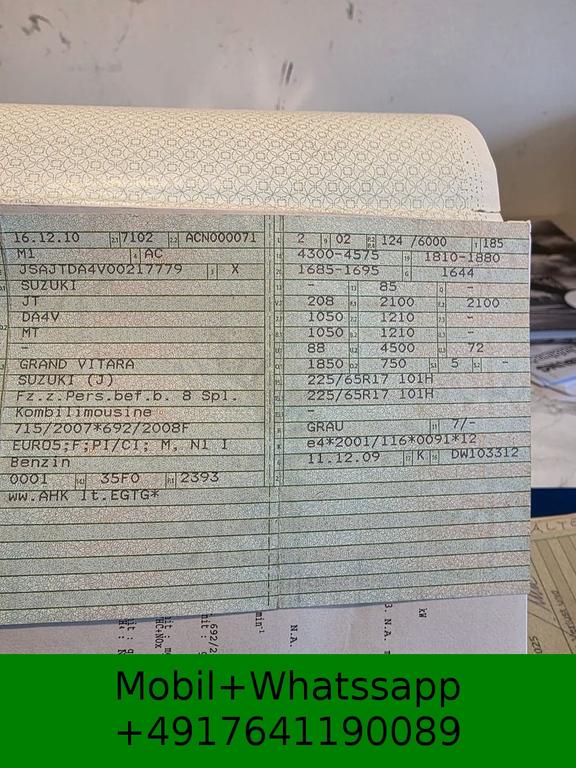 16.12.10 7102 ACN000071
M1 AC
JSAJTDA4V00217779 X
SUZUKI
JT
DA4V
MT
-
GRAND VITARA
SUZUKI (J)
Fz.z.Pers.bef.b. 8 Spl.
Kombilimousine
715/2007*692/2008F
EURO5;F;PI/CI; M, N1 I
Benzin
0001 35F0 2393
ww.AHK lt.EGTG*
2 02 124 /6000 185
4300-4575 1810-1880
1685-1695 1644
- 85 -
208 2100 2100
1050 1210 -
1050 1210 -
88 4500 72
1850 750 5 -
225/65R17 101H
225/65R17 101H
-
GRAU 7/-
e4*2001/116*0091*12
11.12.09 K DW103312
min-1
N.A.
3. N.A.
kW
Mobil+Whatssapp
+4917641190089